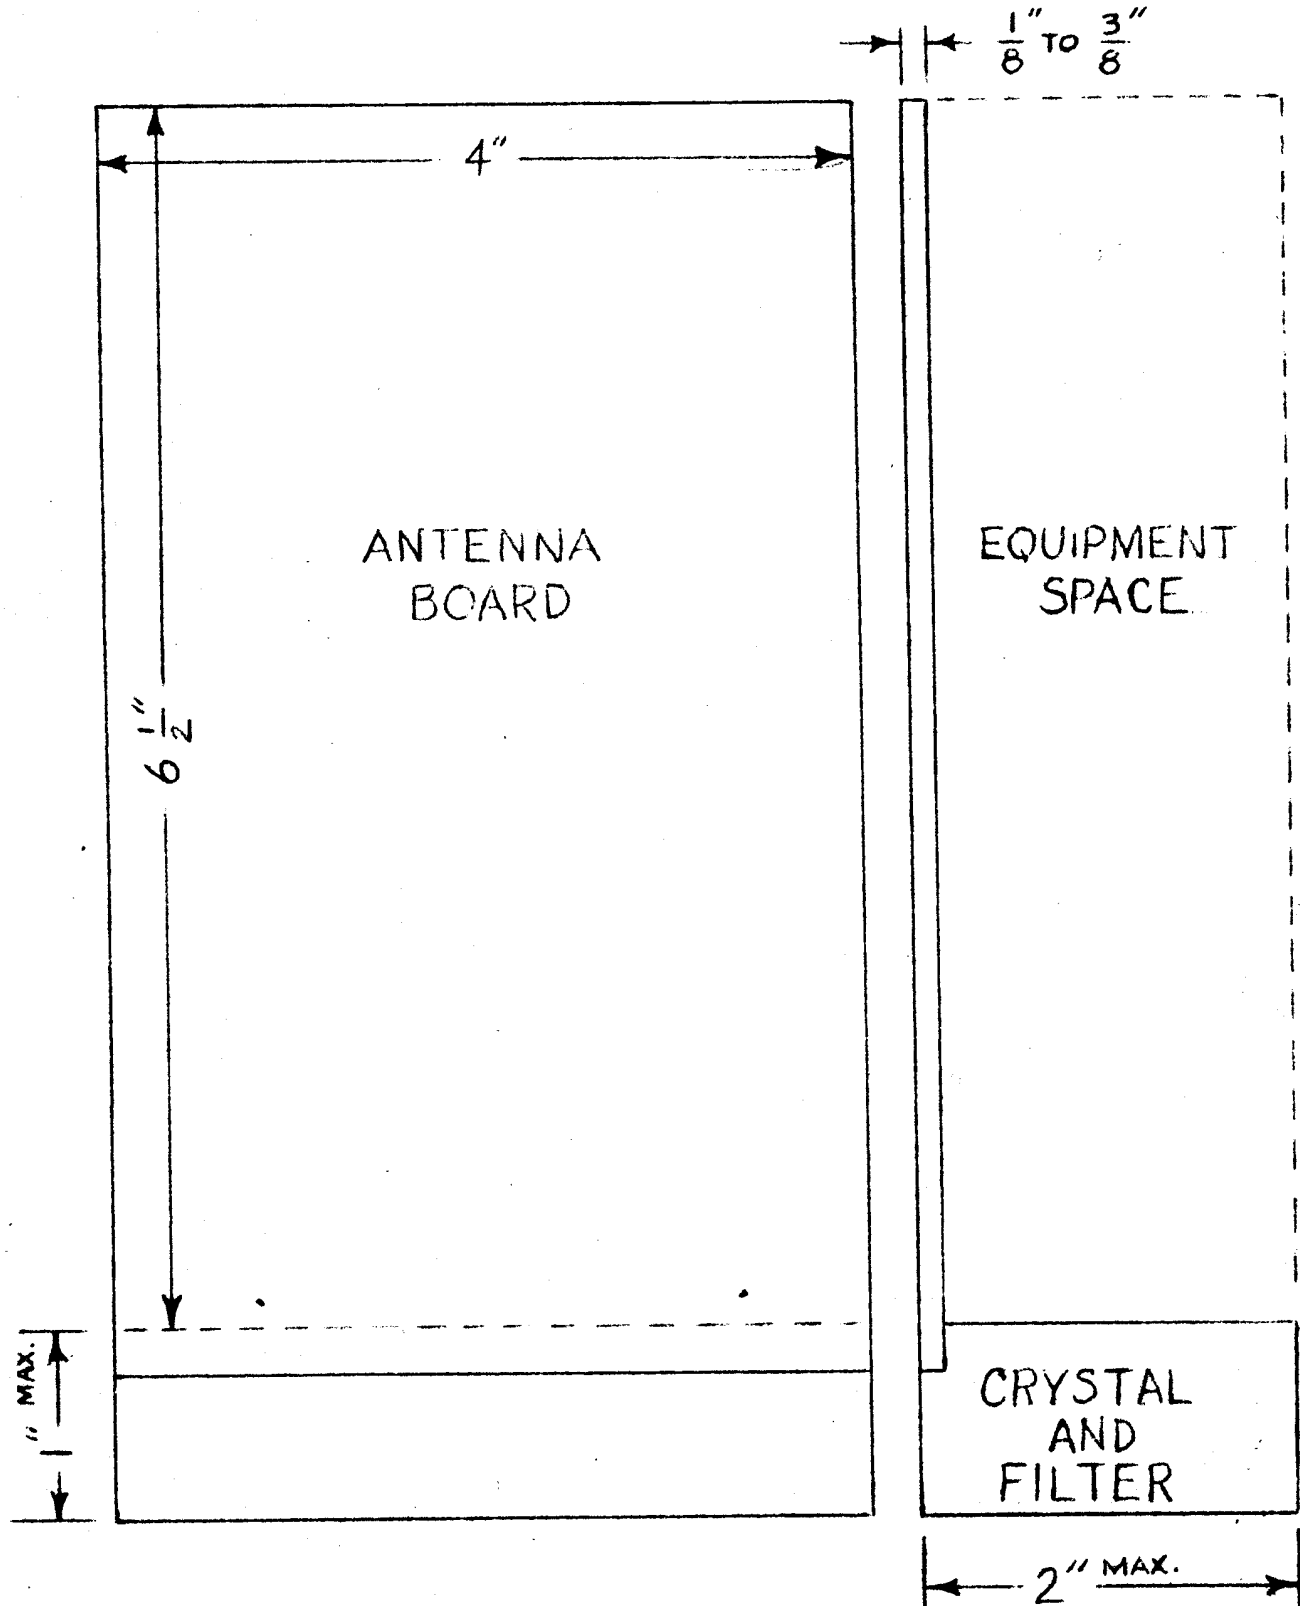 1/8" TO 3/8"
4"
ANTENNA
BOARD
EQUIPMENT
SPACE
6 1/2"
1" MAX.
CRYSTAL
AND
FILTER
2" MAX.